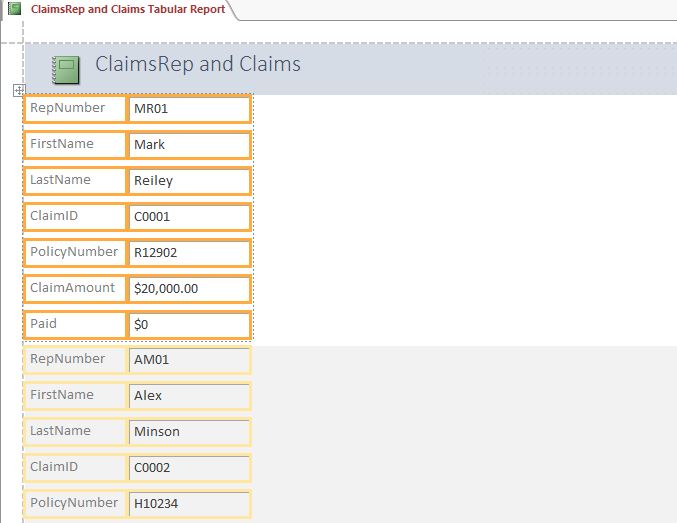 ClaimsRep and Claims Tabular Report
ClaimsRep and Claims
RepNumber MR01
FirstName Mark
LastName Reiley
ClaimID C0001
PolicyNumber R12902
ClaimAmount $20,000.00
Paid $0
RepNumber AM01
FirstName Alex
LastName Minson
ClaimID C0002
PolicyNumber H10234